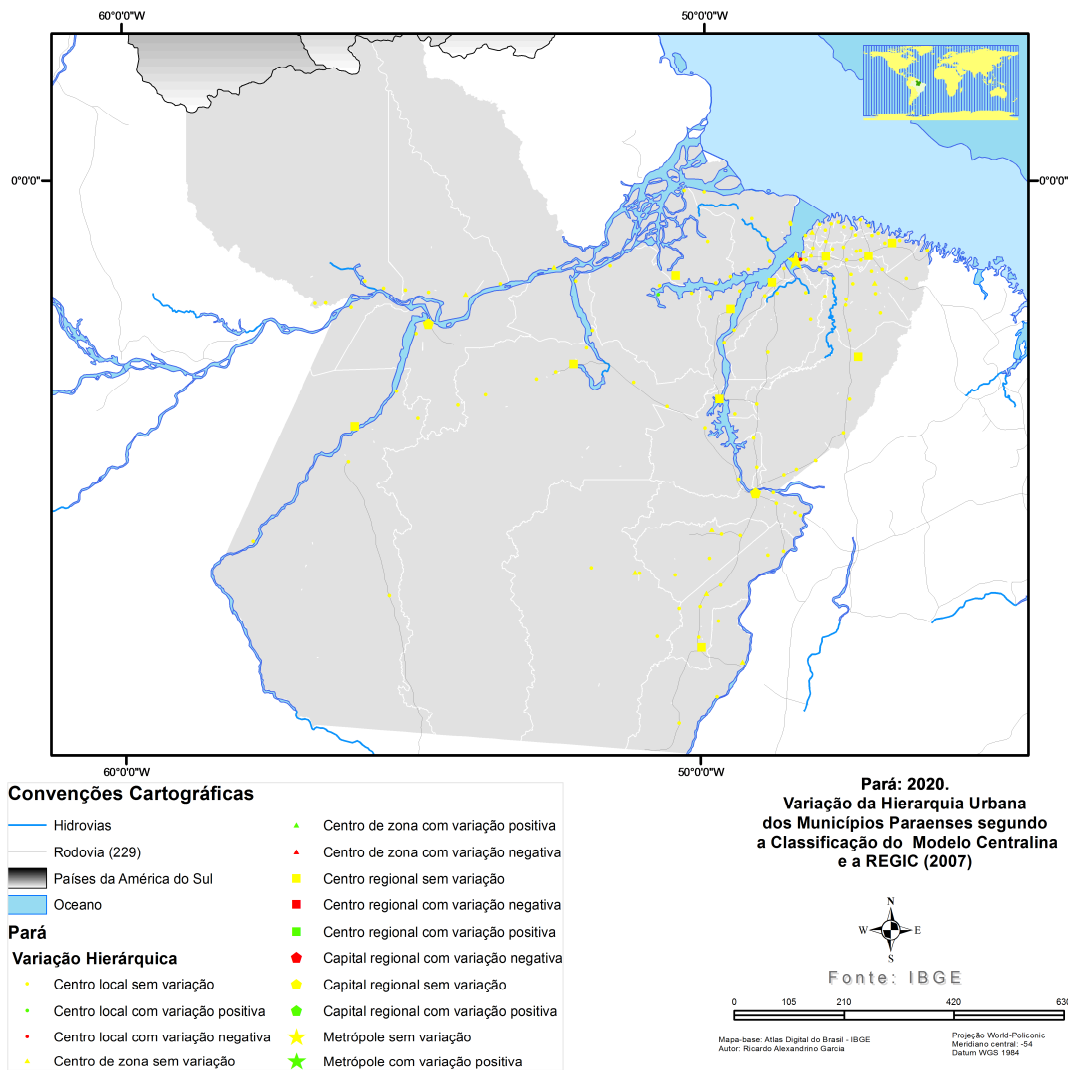 60°0'0"W
50°0'0"W
0°0'0"
0°0'0"
60°0'0"W
50°0'0"W
Convenções Cartográficas
Hidrovias
Rodovia (229)
Países da América do Sul
Oceano
Pará
Variação Hierárquica
Centro local sem variação
Centro local com variação positiva
Centro local com variação negativa
Centro de zona sem variação
Centro de zona com variação positiva
Centro de zona com variação negativa
Centro regional sem variação
Centro regional com variação negativa
Centro regional com variação positiva
Capital regional com variação negativa
Capital regional sem variação
Capital regional com variação positiva
Metrópole sem variação
Metrópole com variação positiva
Pará: 2020.
Variação da Hierarquia Urbana
dos Municípios Paraenses segundo
a Classificação do Modelo Centralina
e a REGIC (2007)
N
W E
S
Fonte: IBGE
0 105 210 420 630
Mapa-base: Atlas Digital do Brasil - IBGE
Autor: Ricardo Alexandrino Garcia
Projeção World-Policonic
Meridiano central: -54
Datum WGS 1984